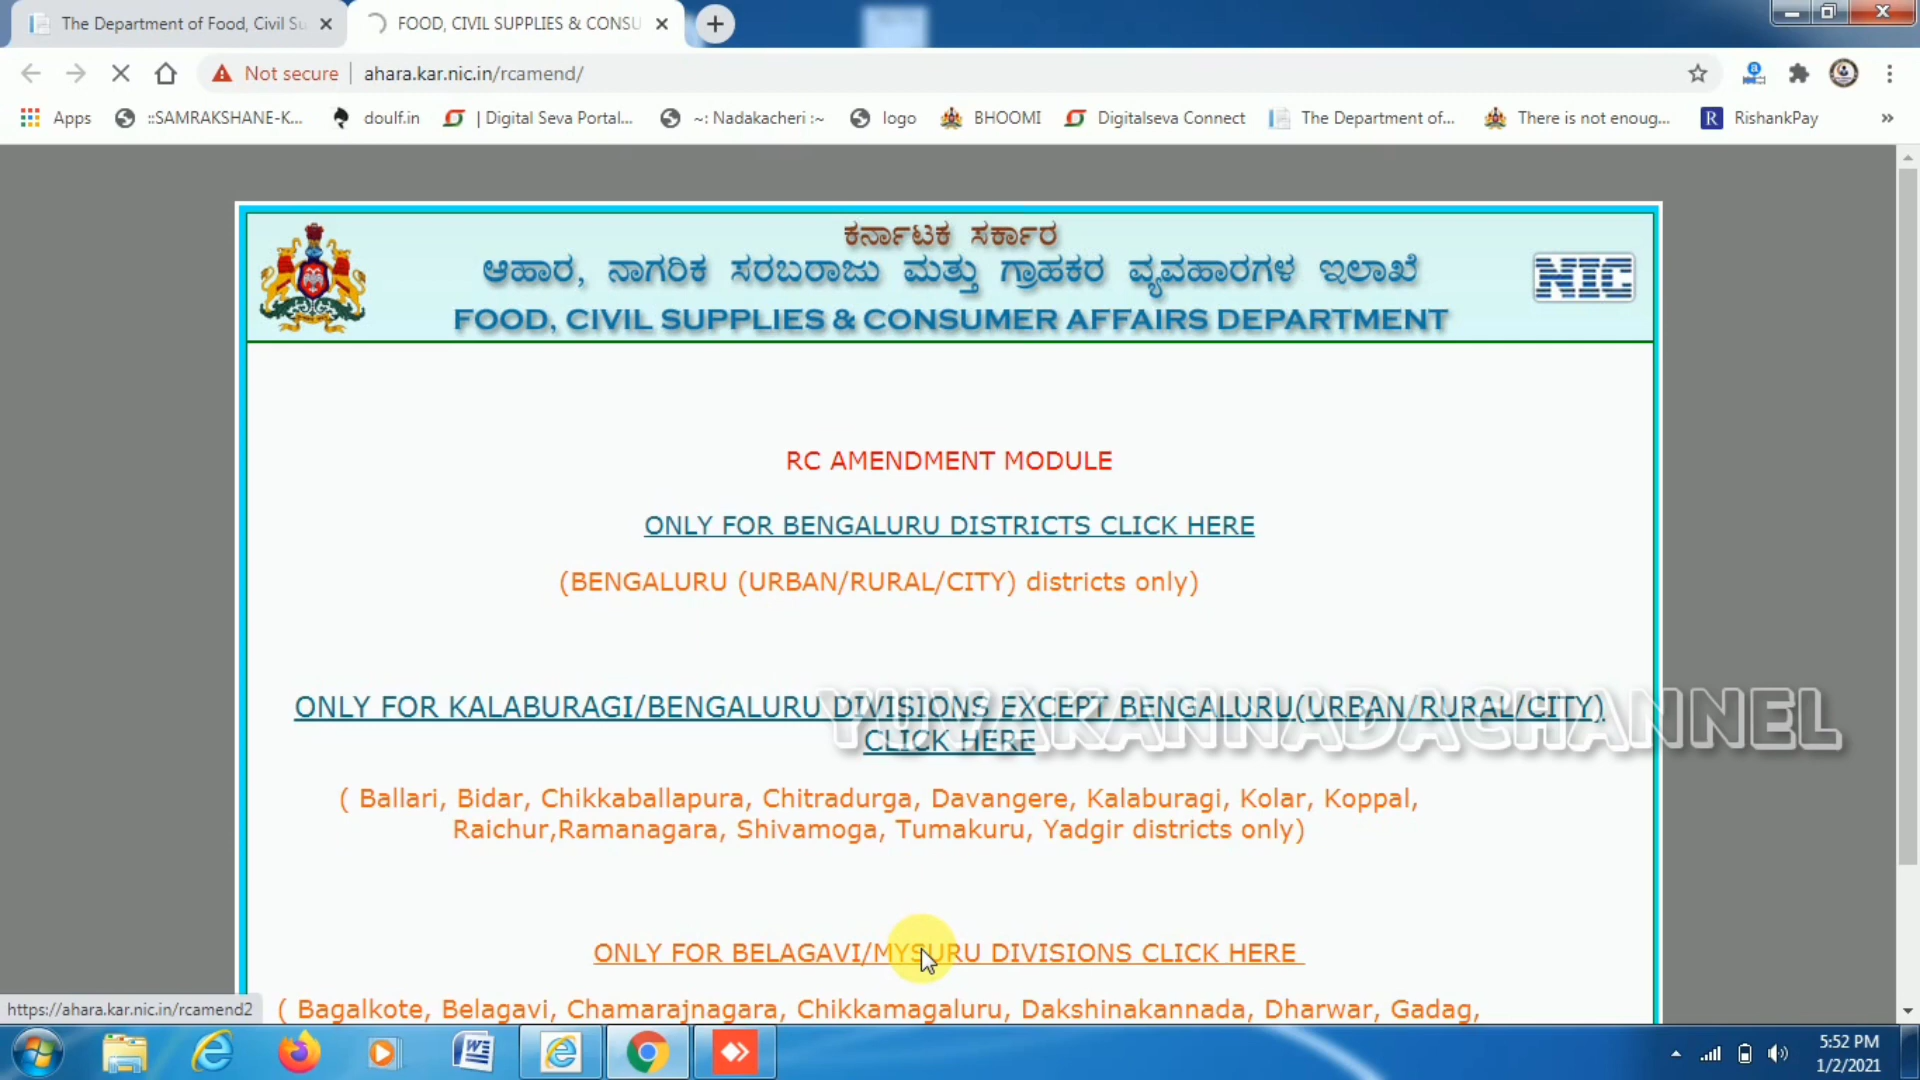 The Department of Food, Civil Su
FOOD, CIVIL SUPPLIES & CONSU
Not secure
ahara.kar.nic.in/rcamend/
Apps
::SAMRAKSHANE-K...
doulf.in
| Digital Seva Portal...
~: Nadakacheri :~
logo
BHOOMI
Digitalseva Connect
The Department of...
There is not enoug...
R
RishankPay
»
ಕರ್ನಾಟಕ ಸರ್ಕಾರ
ಆಹಾರ, ನಾಗರಿಕ ಸರಬರಾಜು ಮತ್ತು ಗ್ರಾಹಕರ ವ್ಯವಹಾರಗಳ ಇಲಾಖೆ
NIC
FOOD, CIVIL SUPPLIES & CONSUMER AFFAIRS DEPARTMENT
RC AMENDMENT MODULE
ONLY FOR BENGALURU DISTRICTS CLICK HERE
(BENGALURU (URBAN/RURAL/CITY) districts only)
ONLY FOR KALABURAGI/BENGALURU DIVISIONS EXCEPT BENGALURU(URBAN/RURAL/CITY)
CLICK HERE
YUVAKANNADACHANNEL
( Ballari, Bidar, Chikkaballapura, Chitradurga, Davangere, Kalaburagi, Kolar, Koppal,
Raichur,Ramanagara, Shivamoga, Tumakuru, Yadgir districts only)
ONLY FOR BELAGAVI/MYSURU DIVISIONS CLICK HERE
( Bagalkote, Belagavi, Chamarajnagara, Chikkamagaluru, Dakshinakannada, Dharwar, Gadag,
https://ahara.kar.nic.in/rcamend2
5:52 PM
1/2/2021